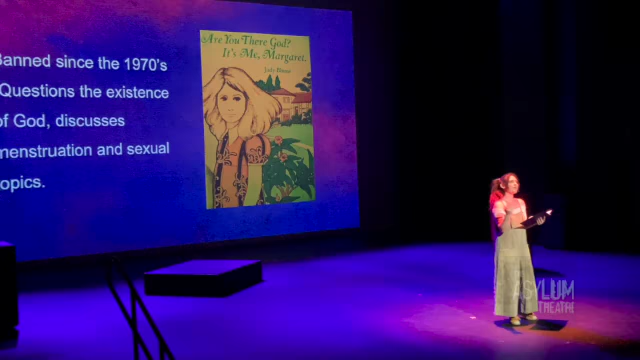 Banned since the 1970's
Questions the existence
of God, discusses
menstruation and sexual
topics.
Are You There God?
It's Me, Margaret.
Judy Blume
ASYLUM
THEATRE